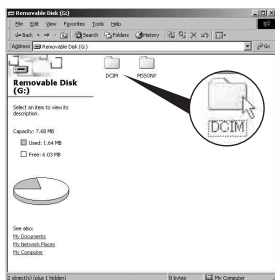 Removable Disk (G:)
File Edit View Favorites Tools Help
Back Search Folders History
Address Removable Disk (G:) Go
Removable Disk (G:)
DCIM MSSONY
Select an item to view its
description.
Capacity: 7.68 MB
Used: 1.64 MB
Free: 6.03 MB
DCIM
See also:
My Documents
My Network Places
My Computer
2 object(s) (plus 1 hidden) 0 bytes My Computer